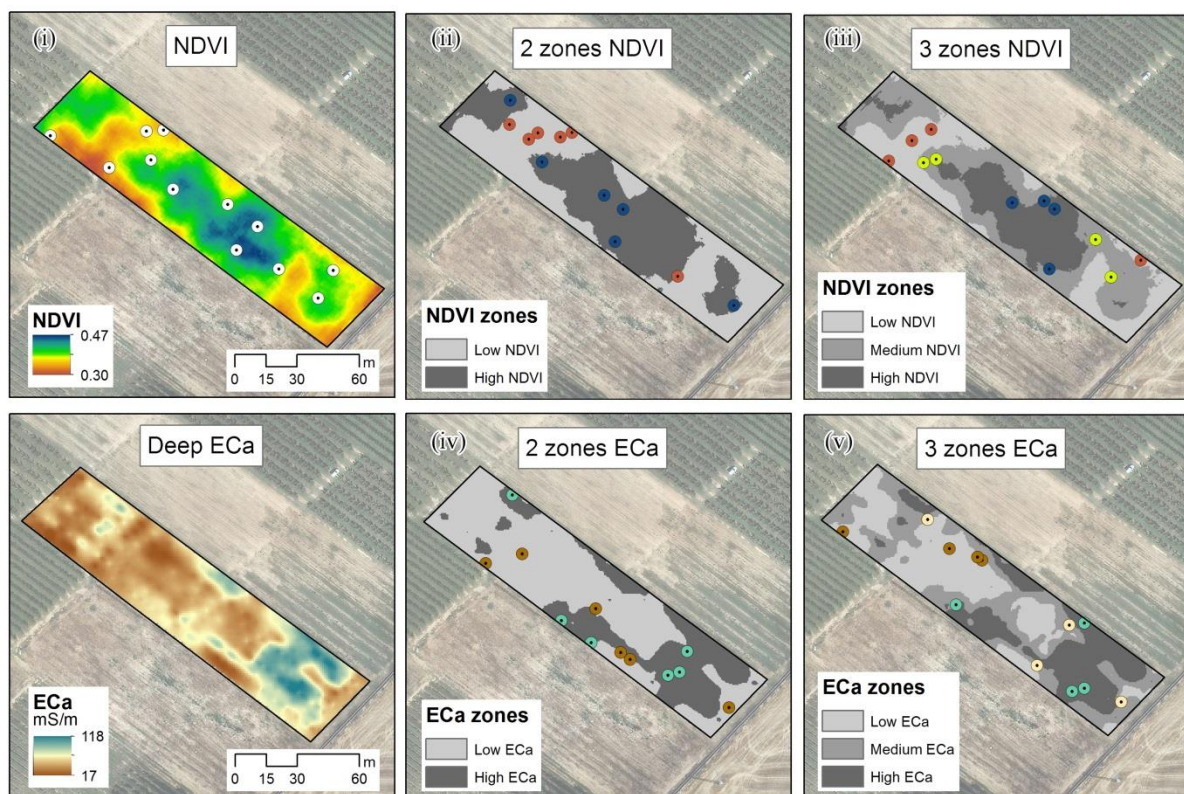 (i)
NDVI
NDVI
0.47
0.30
m
0 15 30 60
(ii)
2 zones NDVI
NDVI zones
Low NDVI
High NDVI
(iii)
3 zones NDVI
NDVI zones
Low NDVI
Medium NDVI
High NDVI
Deep ECa
ECa
mS/m
118
17
m
0 15 30 60
(iv)
2 zones ECa
ECa zones
Low ECa
High ECa
(v)
3 zones ECa
ECa zones
Low ECa
Medium ECa
High ECa